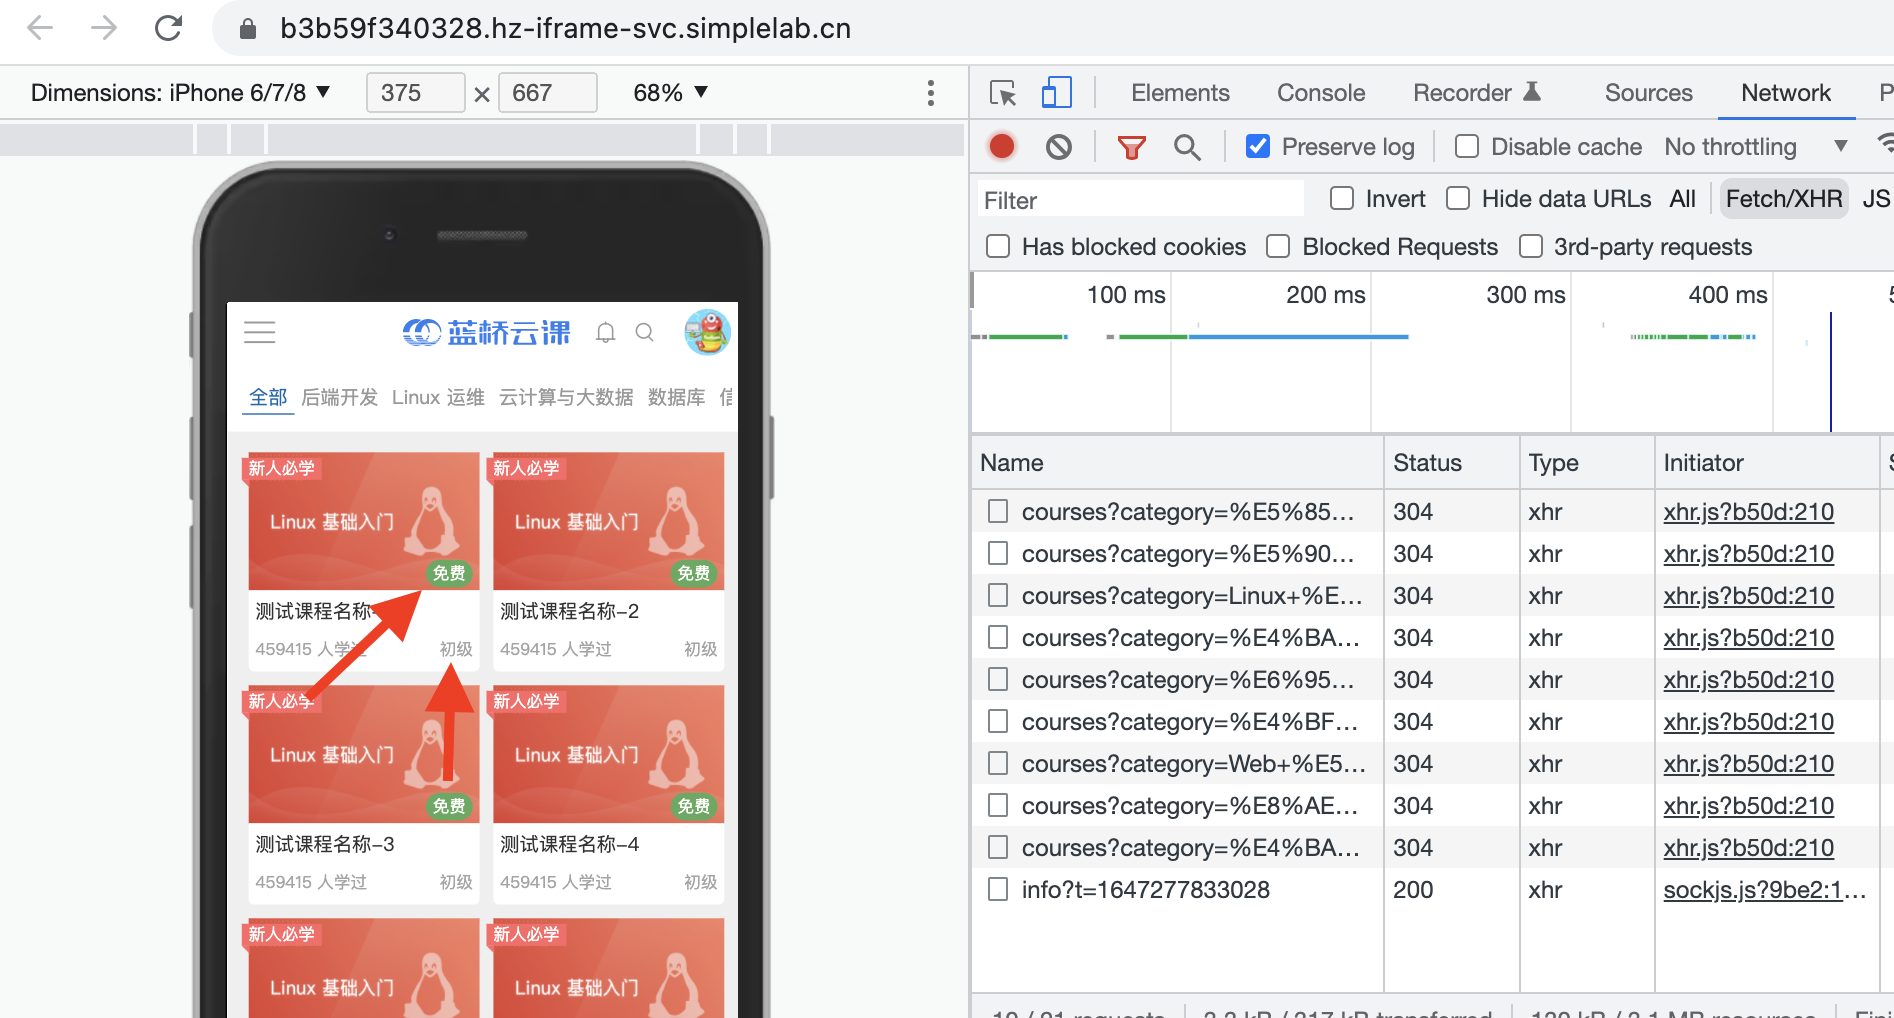 b3b59f340328.hz-iframe-svc.simplelab.cn
Dimensions: iPhone 6/7/8 ▼ 375 × 667 68% ▼
Elements Console Recorder Sources Network
Preserve log Disable cache No throttling ▼
Filter Invert Hide data URLs All Fetch/XHR JS
Has blocked cookies Blocked Requests 3rd-party requests
100 ms 200 ms 300 ms 400 ms
Name Status Type Initiator
courses?category=%E5%85... 304 xhr xhr.js?b50d:210
courses?category=%E5%90... 304 xhr xhr.js?b50d:210
courses?category=Linux+%E... 304 xhr xhr.js?b50d:210
courses?category=%E4%BA... 304 xhr xhr.js?b50d:210
courses?category=%E6%95... 304 xhr xhr.js?b50d:210
courses?category=%E4%BF... 304 xhr xhr.js?b50d:210
courses?category=Web+%E5... 304 xhr xhr.js?b50d:210
courses?category=%E8%AE... 304 xhr xhr.js?b50d:210
courses?category=%E4%BA... 304 xhr xhr.js?b50d:210
info?t=1647277833028 200 xhr sockjs.js?9be2:1...
蓝桥云课
全部 后端开发 Linux 运维 云计算与大数据 数据库 信
新人必学 新人必学
Linux 基础入门 Linux 基础入门
免费 免费
测试课程名称- 测试课程名称-2
459415 人学过 初级 459415 人学过 初级
新人必学 新人必学
Linux 基础入门 Linux 基础入门
免费 免费
测试课程名称-3 测试课程名称-4
459415 人学过 初级 459415 人学过 初级
新人必学 新人必学
Linux 基础入门 Linux 基础入门